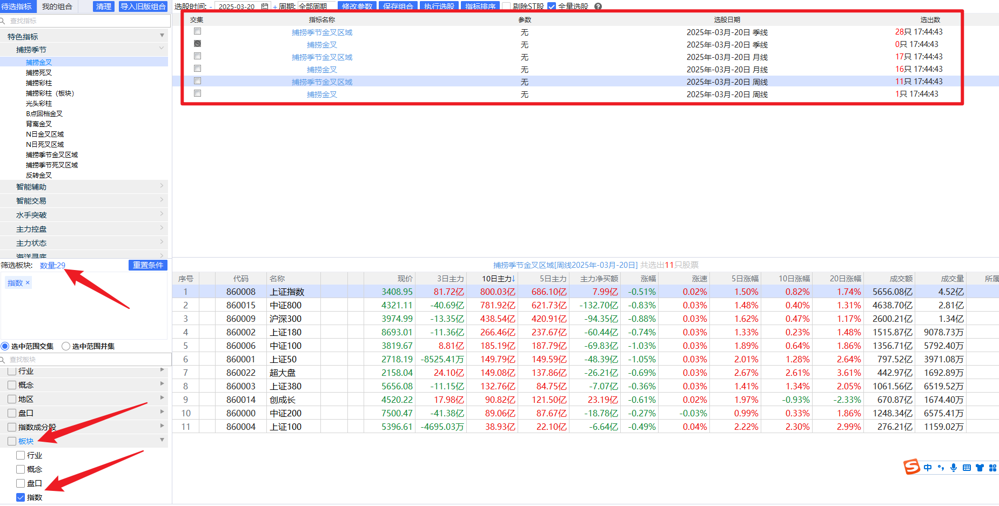 待选指标 我的组合 清理 导入旧版组合 选股时间: - 2025-03-20 + 周期: 全部周期 修改参数 保存组合 执行选股 指标排序 剔除ST股 全量选股
查找指标
特色指标
捕捞季节
捕捞金叉
捕捞死叉
捕捞彩柱
捕捞彩柱（板块）
光头彩柱
B点回档金叉
背离金叉
N日金叉区域
N日死叉区域
捕捞季节金叉区域
捕捞季节死叉区域
反转金叉
智能辅助
智能交易
水手突破
主力控盘
主力状态
海洋寻底
筛选板块: 数量:29 重置条件
指数 ×
选中范围交集 选中范围并集
查找板块
行业
概念
地区
盘口
指数成分股
板块
行业
概念
盘口
指数
交集 指标名称 参数 选股日期 选出数
捕捞季节金叉区域 无 2025年-03月-20日 季线 28只 17:44:43
捕捞金叉 无 2025年-03月-20日 季线 0只 17:44:43
捕捞季节金叉区域 无 2025年-03月-20日 月线 17只 17:44:43
捕捞金叉 无 2025年-03月-20日 月线 16只 17:44:43
捕捞季节金叉区域 无 2025年-03月-20日 周线 11只 17:44:43
捕捞金叉 无 2025年-03月-20日 周线 1只 17:44:43
捕捞季节金叉区域[周线2025年-03月-20日] 共选出11只股票
序号 代码 名称 现价 3日主力 10日主力↓ 5日主力 主力净买额 涨幅 涨速 5日涨幅 10日涨幅 20日涨幅 成交额 成交量 所属
1 860008 上证指数 3408.95 81.72亿 800.03亿 686.10亿 7.99亿 -0.51% 0.02% 1.50% 0.82% 1.74% 5656.08亿 4.52亿
2 860015 中证800 4321.11 -40.69亿 781.92亿 621.73亿 -132.70亿 -0.83% 0.03% 1.48% 0.40% 1.31% 4638.70亿 2.81亿
3 860009 沪深300 3974.99 -13.35亿 438.54亿 420.91亿 -94.35亿 -0.88% 0.03% 1.62% 0.47% 1.17% 2600.21亿 1.34亿
4 860002 上证180 8693.01 -11.36亿 266.46亿 237.67亿 -60.44亿 -0.74% 0.03% 1.33% 0.23% 1.48% 1515.87亿 9078.73万
5 860006 中证100 3819.67 8.81亿 185.19亿 187.79亿 -69.83亿 -1.03% 0.03% 1.89% 0.64% 1.86% 1356.71亿 5792.40万
6 860001 上证50 2718.19 -8525.41万 149.79亿 149.59亿 -48.39亿 -1.05% 0.03% 2.01% 1.28% 2.64% 797.52亿 3971.08万
7 860022 超大盘 2158.04 24.10亿 149.08亿 137.86亿 -26.21亿 -0.69% 0.03% 2.67% 2.61% 3.61% 442.97亿 1692.89万
8 860003 上证380 5656.08 -11.15亿 132.76亿 84.75亿 -7.07亿 -0.36% 0.03% 1.41% 1.34% 2.05% 1061.56亿 6519.52万
9 860014 创成长 4520.22 17.98亿 90.82亿 121.50亿 23.19亿 -0.61% 0.02% 1.97% -0.93% -2.33% 670.87亿 1674.40万
10 860000 中证200 7500.47 -41.38亿 89.06亿 87.67亿 -18.78亿 -0.27% -0.03% 0.99% 0.33% 1.86% 1248.34亿 6575.41万
11 860004 上证100 5396.61 -4695.03万 38.93亿 22.10亿 -6.64亿 -0.49% 0.04% 2.22% 2.30% 2.99% 276.21亿 1159.02万
中